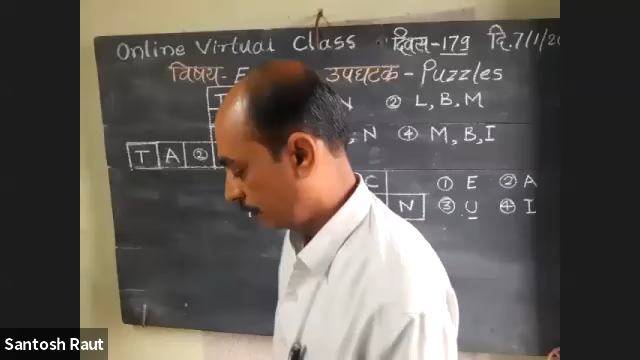 Online Virtual Class दिवस-179 दि.7/1/20
विषय- E उपघटक - Puzzles
T N ② L, B, M
, N ④ M, B, I
T A ②
C ① E ② A
N ③ U ④ I
Santosh Raut